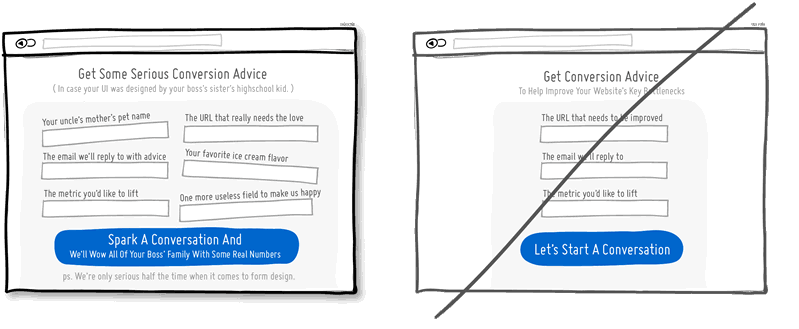 Get Some Serious Conversion Advice
( In case your UI was designed by your boss's sister's highschool kid. )
Your uncle's mother's pet name
The URL that really needs the love
The email we'll reply to with advice
Your favorite ice cream flavor
The metric you'd like to lift
One more useless field to make us happy
Spark A Conversation And
We'll Wow All Of Your Boss' Family With Some Real Numbers
ps. We're only serious half the time when it comes to form design.
Get Conversion Advice
To Help Improve Your Website's Key Bottlenecks
The URL that needs to be improved
The email we'll reply to
The metric you'd like to lift
Let's Start A Conversation